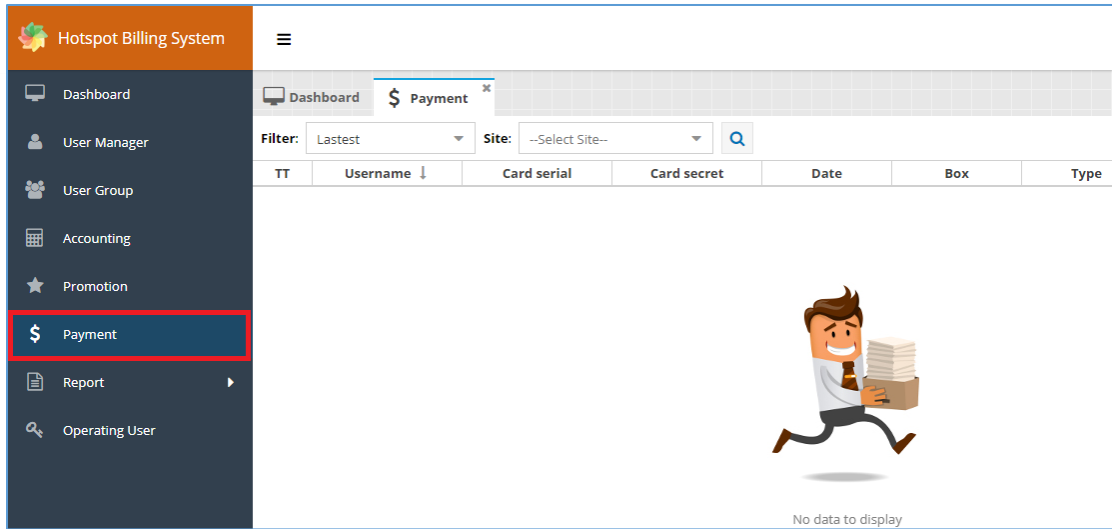 Hotspot Billing System
Dashboard
User Manager
User Group
Accounting
Promotion
Payment
Report
Operating User
Dashboard $ Payment
Filter: Lastest Site: --Select Site--
TT Username Card serial Card secret Date Box Type
No data to display